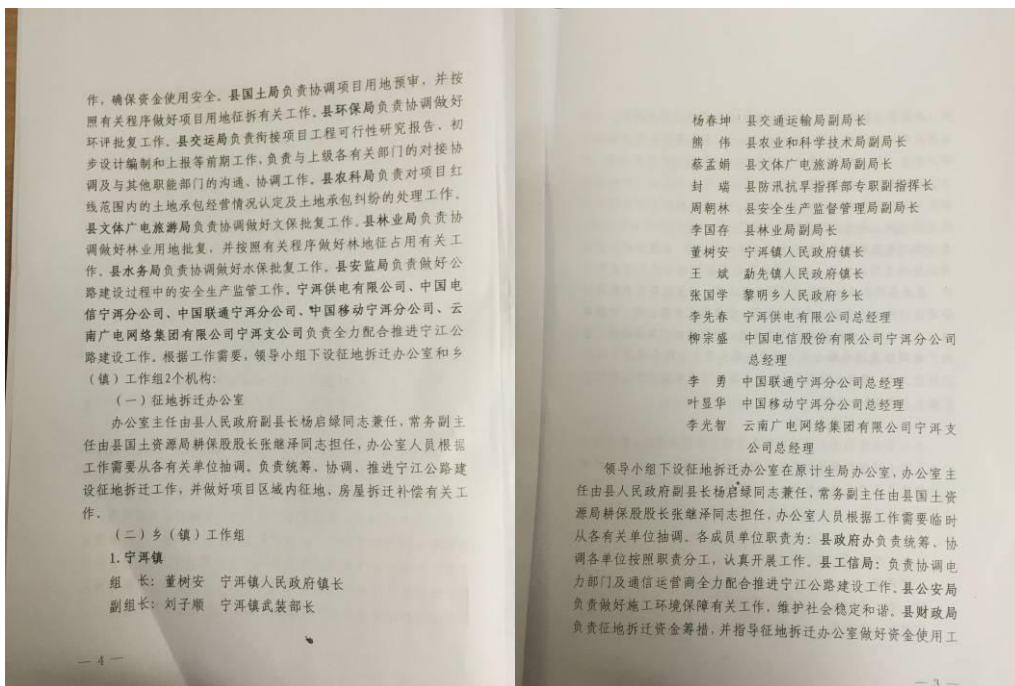 作，确保资金使用安全。县国土局负责协调项目用地预审，并按
照有关程序做好项目用地征拆有关工作。县环保局负责协调做好
环评批复工作。县交运局负责衔接项目工程可行性研究报告、初
步设计编制和上报等前期工作，负责与上级各有关部门的对接协
调及与其他职能部门的沟通、协调工作。县农科局负责对项目红
线范围内的土地承包经营情况认定及土地承包纠纷的处理工作。
县文体广电旅游局负责协调做好文保批复工作。县林业局负责协
调做好林业用地批复，并按照有关程序做好林地征占用有关工
作。县水务局负责协调做好水保批复工作。县安监局负责做好公
路建设过程中的安全生产监管工作。宁洱供电有限公司、中国电
信宁洱分公司、中国联通宁洱分公司、中国移动宁洱分公司、云
南广电网络集团有限公司宁洱支公司负责全力配合推进宁江公
路建设工作。根据工作需要，领导小组下设征地拆迁办公室和乡
（镇）工作组2个机构：
（一）征地拆迁办公室
办公室主任由县人民政府副县长杨启绿同志兼任，常务副主
任由县国土资源局耕保股股长张继泽同志担任，办公室人员根据
工作需要从各有关单位抽调。负责统筹、协调、推进宁江公路建
设征地拆迁工作，并做好项目区域内征地、房屋拆迁补偿有关工
作。
（二）乡（镇）工作组
1.宁洱镇
组 长：董树安 宁洱镇人民政府镇长
副组长：刘子顺 宁洱镇武装部长
— 4 —
杨春坤 县交通运输局副局长
熊 伟 县农业和科学技术局副局长
蔡孟娟 县文体广电旅游局副局长
封 瑞 县防汛抗旱指挥部专职副指挥长
周朝林 县安全生产监督管理局副局长
李国存 县林业局副局长
董树安 宁洱镇人民政府镇长
王 斌 勐先镇人民政府镇长
张国学 黎明乡人民政府乡长
李先春 宁洱供电有限公司总经理
柳宗盛 中国电信股份有限公司宁洱分公司
总经理
李 勇 中国联通宁洱分公司总经理
叶显华 中国移动宁洱分公司总经理
李光智 云南广电网络集团有限公司宁洱支
公司总经理
领导小组下设征地拆迁办公室在原计生局办公室，办公室主
任由县人民政府副县长杨启绿同志兼任，常务副主任由县国土资
源局耕保股股长张继泽同志担任，办公室人员根据工作需要临时
从各有关单位抽调。各成员单位职责为：县政府办负责统筹、协
调各单位按照职责分工，认真开展工作。县工信局：负责协调电
力部门及通信运营商全力配合推进宁江公路建设工作。县公安局
负责做好施工环境保障有关工作，维护社会稳定和谐。县财政局
负责征地拆迁资金筹措，并指导征地拆迁办公室做好资金使用工
— 3 —